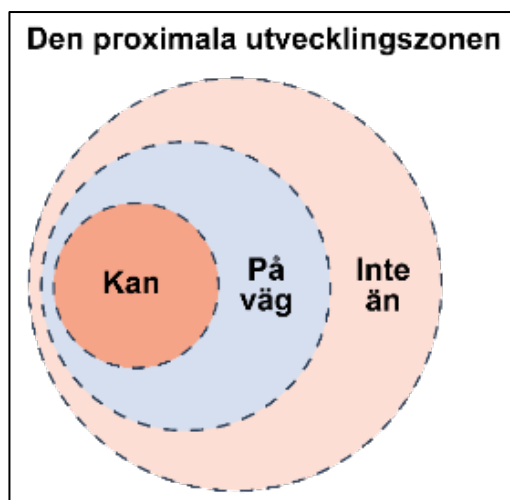 Den proximala utvecklingszonen
Kan
På
väg
Inte
än